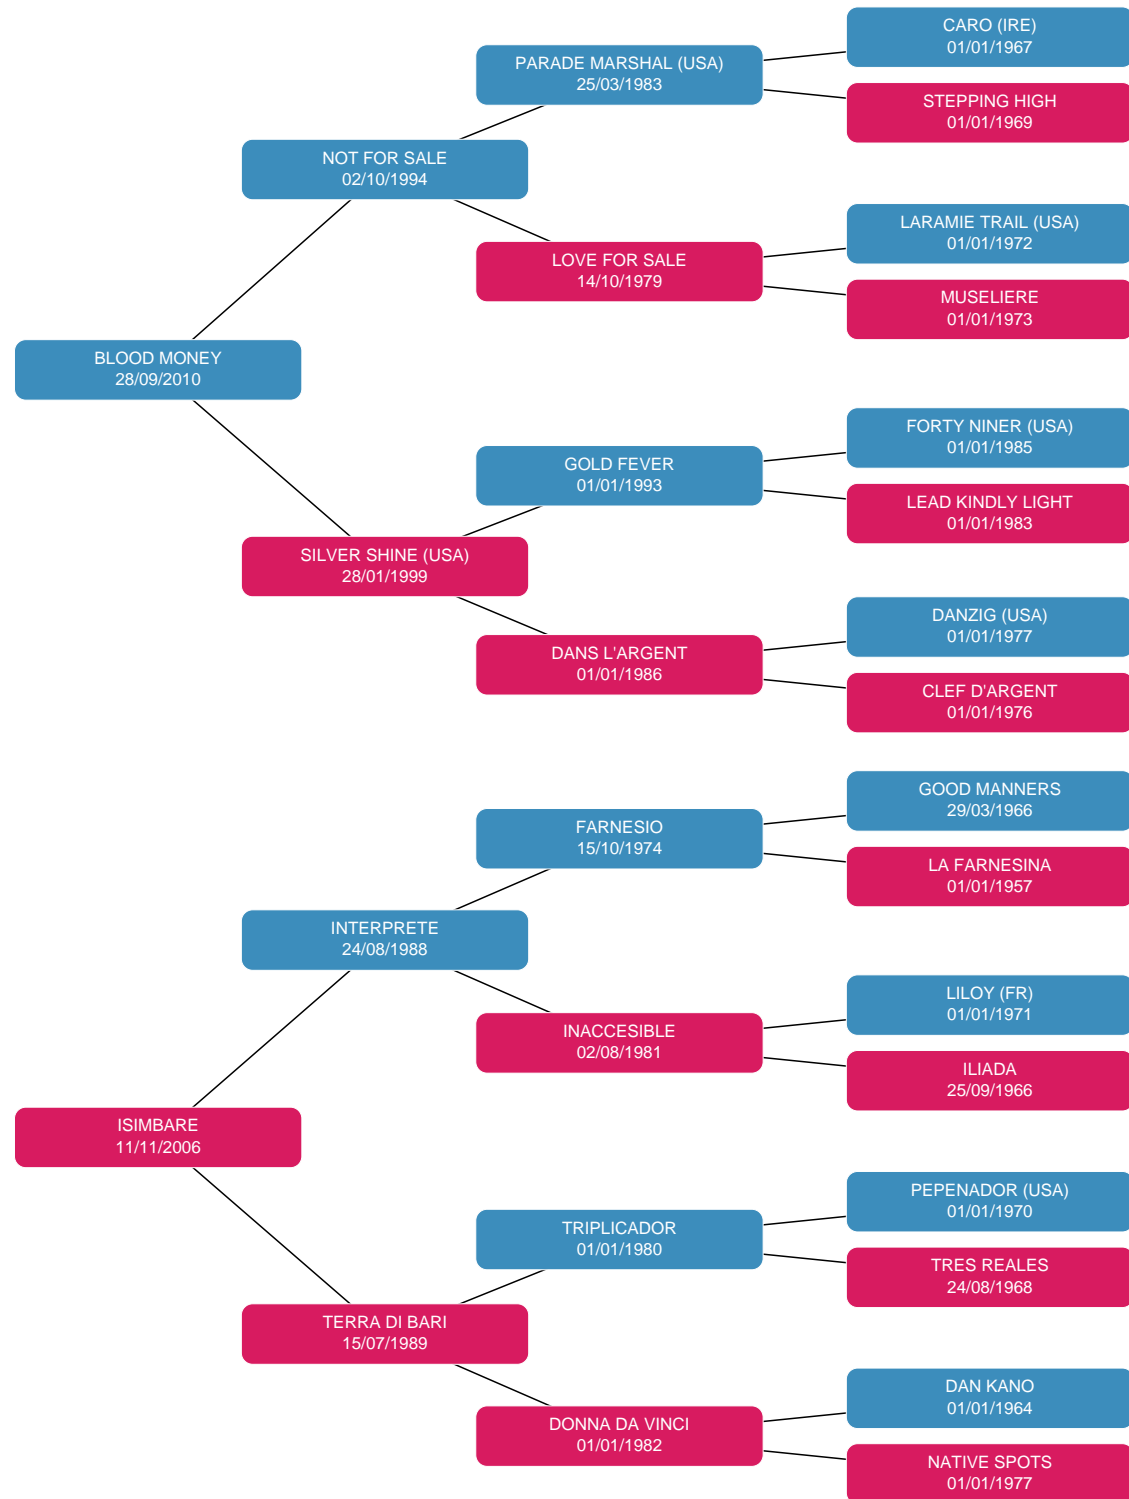 CARO (IRE)
01/01/1967
PARADE MARSHAL (USA)
25/03/1983
STEPPING HIGH
01/01/1969
NOT FOR SALE
02/10/1994
LARAMIE TRAIL (USA)
01/01/1972
LOVE FOR SALE
14/10/1979
MUSELIERE
01/01/1973
BLOOD MONEY
28/09/2010
FORTY NINER (USA)
01/01/1985
GOLD FEVER
01/01/1993
LEAD KINDLY LIGHT
01/01/1983
SILVER SHINE (USA)
28/01/1999
DANZIG (USA)
01/01/1977
DANS L'ARGENT
01/01/1986
CLEF D'ARGENT
01/01/1976
GOOD MANNERS
29/03/1966
FARNESIO
15/10/1974
LA FARNESINA
01/01/1957
INTERPRETE
24/08/1988
LILOY (FR)
01/01/1971
INACCESIBLE
02/08/1981
ILIADA
25/09/1966
ISIMBARE
11/11/2006
PEPENADOR (USA)
01/01/1970
TRIPLICADOR
01/01/1980
TRES REALES
24/08/1968
TERRA DI BARI
15/07/1989
DAN KANO
01/01/1964
DONNA DA VINCI
01/01/1982
NATIVE SPOTS
01/01/1977